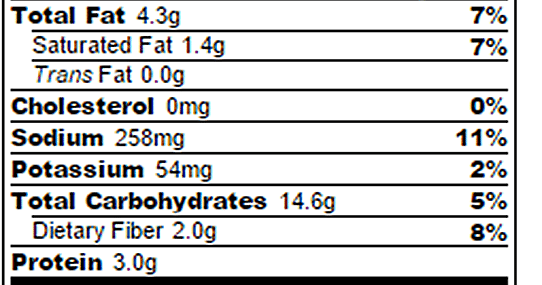 Total Fat 4.3g 7%
Saturated Fat 1.4g 7%
Trans Fat 0.0g
Cholesterol 0mg 0%
Sodium 258mg 11%
Potassium 54mg 2%
Total Carbohydrates 14.6g 5%
Dietary Fiber 2.0g 8%
Protein 3.0g